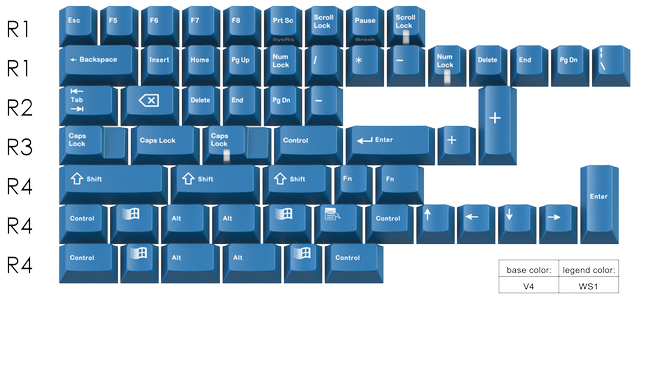 R1 Esc F5 F6 F7 F8 Prt Sc SysRq Scroll Lock Pause Break Scroll Lock
R1 ← Backspace Insert Home Pg Up Num Lock / * − Num Lock Delete End Pg Dn ¦ \
R2 Tab Delete End Pg Dn − +
R3 Caps Lock Caps Lock Caps Lock Control Enter +
R4 Shift Shift Shift Fn Fn Enter
R4 Control Alt Alt Control ↑ ← ↓ →
R4 Control Alt Alt Control
base color: legend color:
V4 WS1